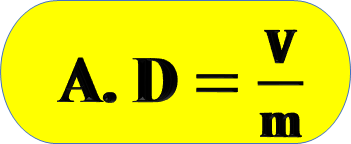 A. D = v/m